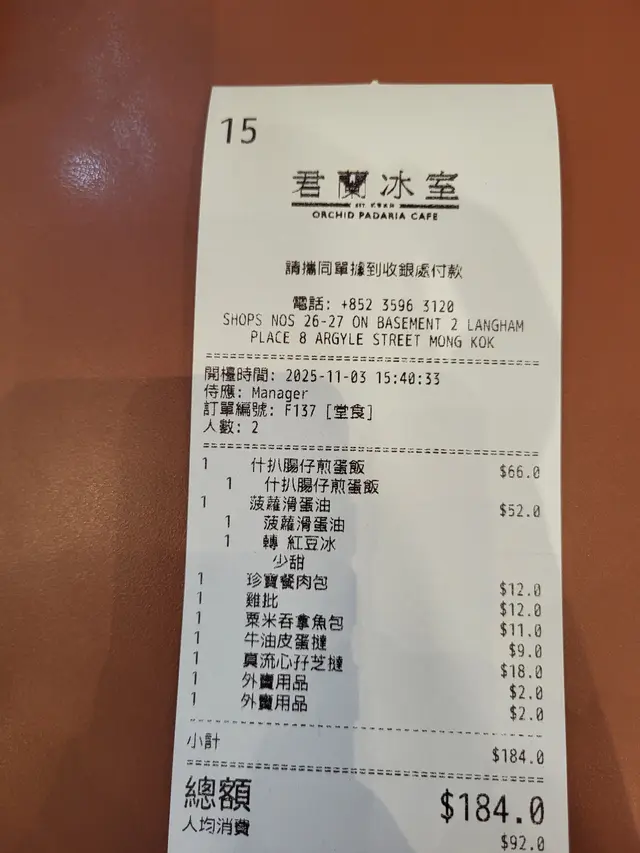 15
君蘭冰室
ORCHID PADARIA CAFE
請攜同單據到收銀處付款
電話: +852 3596 3120
SHOPS NOS 26-27 ON BASEMENT 2 LANGHAM
PLACE 8 ARGYLE STREET MONG KOK
開檯時間: 2025-11-03 15:40:33
侍應: Manager
訂單編號: F137 [堂食]
人數: 2
1 什扒腸仔煎蛋飯 $66.0
1 什扒腸仔煎蛋飯
1 菠蘿滑蛋油 $52.0
1 菠蘿滑蛋油
1 轉 紅豆冰
少甜
1 珍寶餐肉包 $12.0
1 雞批 $12.0
1 粟米吞拿魚包 $11.0
1 牛油皮蛋撻 $9.0
1 真流心孖芝撻 $18.0
1 外賣用品 $2.0
1 外賣用品 $2.0
小計 $184.0
總額 $184.0
人均消費 $92.0